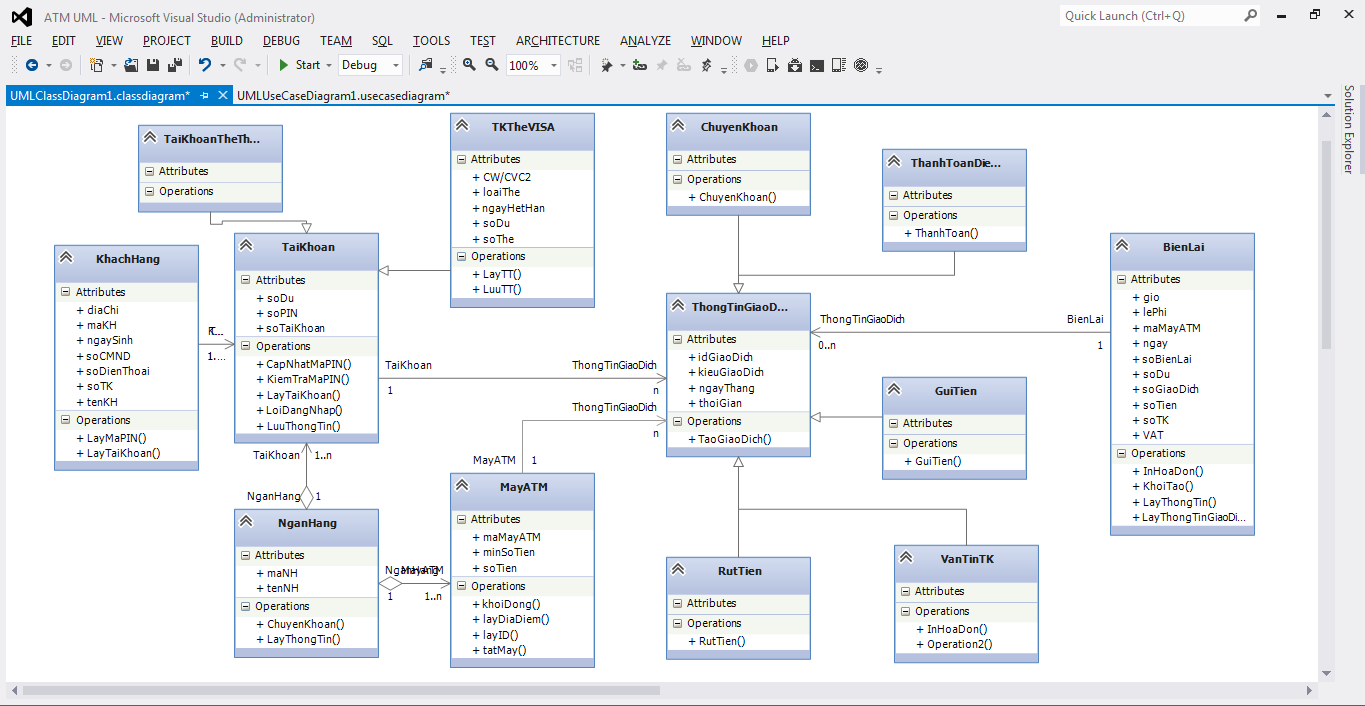 ATM UML - Microsoft Visual Studio (Administrator)
Quick Launch (Ctrl+Q)
FILE EDIT VIEW PROJECT BUILD DEBUG TEAM SQL TOOLS TEST ARCHITECTURE ANALYZE WINDOW HELP
Start Debug 100%
UMLClassDiagram1.classdiagram* UMLUseCaseDiagram1.usecasediagram*
Solution Explorer
TaiKhoanTheTh...
Attributes
Operations
TKTheVISA
Attributes
+ CW/CVC2
+ loaiThe
+ ngayHetHan
+ soDu
+ soThe
Operations
+ LayTT()
+ LuuTT()
ChuyenKhoan
Attributes
Operations
+ ChuyenKhoan()
ThanhToanDie...
Attributes
Operations
+ ThanhToan()
KhachHang
Attributes
+ diaChi
+ maKH
+ ngaySinh
+ soCMND
+ soDienThoai
+ soTK
+ tenKH
Operations
+ LayMaPIN()
+ LayTaiKhoan()
1....
TaiKhoan
Attributes
+ soDu
+ soPIN
+ soTaiKhoan
Operations
+ CapNhatMaPIN()
+ KiemTraMaPIN()
+ LayTaiKhoan()
+ LoiDangNhap()
+ LuuThongTin()
TaiKhoan
1
ThongTinGiaoDich
n
ThongTinGiaoDich
n
MayATM
1
ThongTinGiaoD...
Attributes
+ idGiaoDich
+ kieuGiaoDich
+ ngayThang
+ thoiGian
Operations
+ TaoGiaoDich()
ThongTinGiaoDich
0..n
BienLai
1
BienLai
Attributes
+ gio
+ lePhi
+ maMayATM
+ ngay
+ soBienLai
+ soDu
+ soGiaoDich
+ soTien
+ soTK
+ VAT
Operations
+ InHoaDon()
+ KhoiTao()
+ LayThongTin()
+ LayThongTinGiaoDi...
GuiTien
Attributes
Operations
+ GuiTien()
TaiKhoan
1..n
NganHang
1
NganHang
Attributes
+ maNH
+ tenNH
Operations
+ ChuyenKhoan()
+ LayThongTin()
NganHang
MayATM
1
1..n
MayATM
Attributes
+ maMayATM
+ minSoTien
+ soTien
Operations
+ khoiDong()
+ layDiaDiem()
+ layID()
+ tatMay()
RutTien
Attributes
Operations
+ RutTien()
VanTinTK
Attributes
Operations
+ InHoaDon()
+ Operation2()